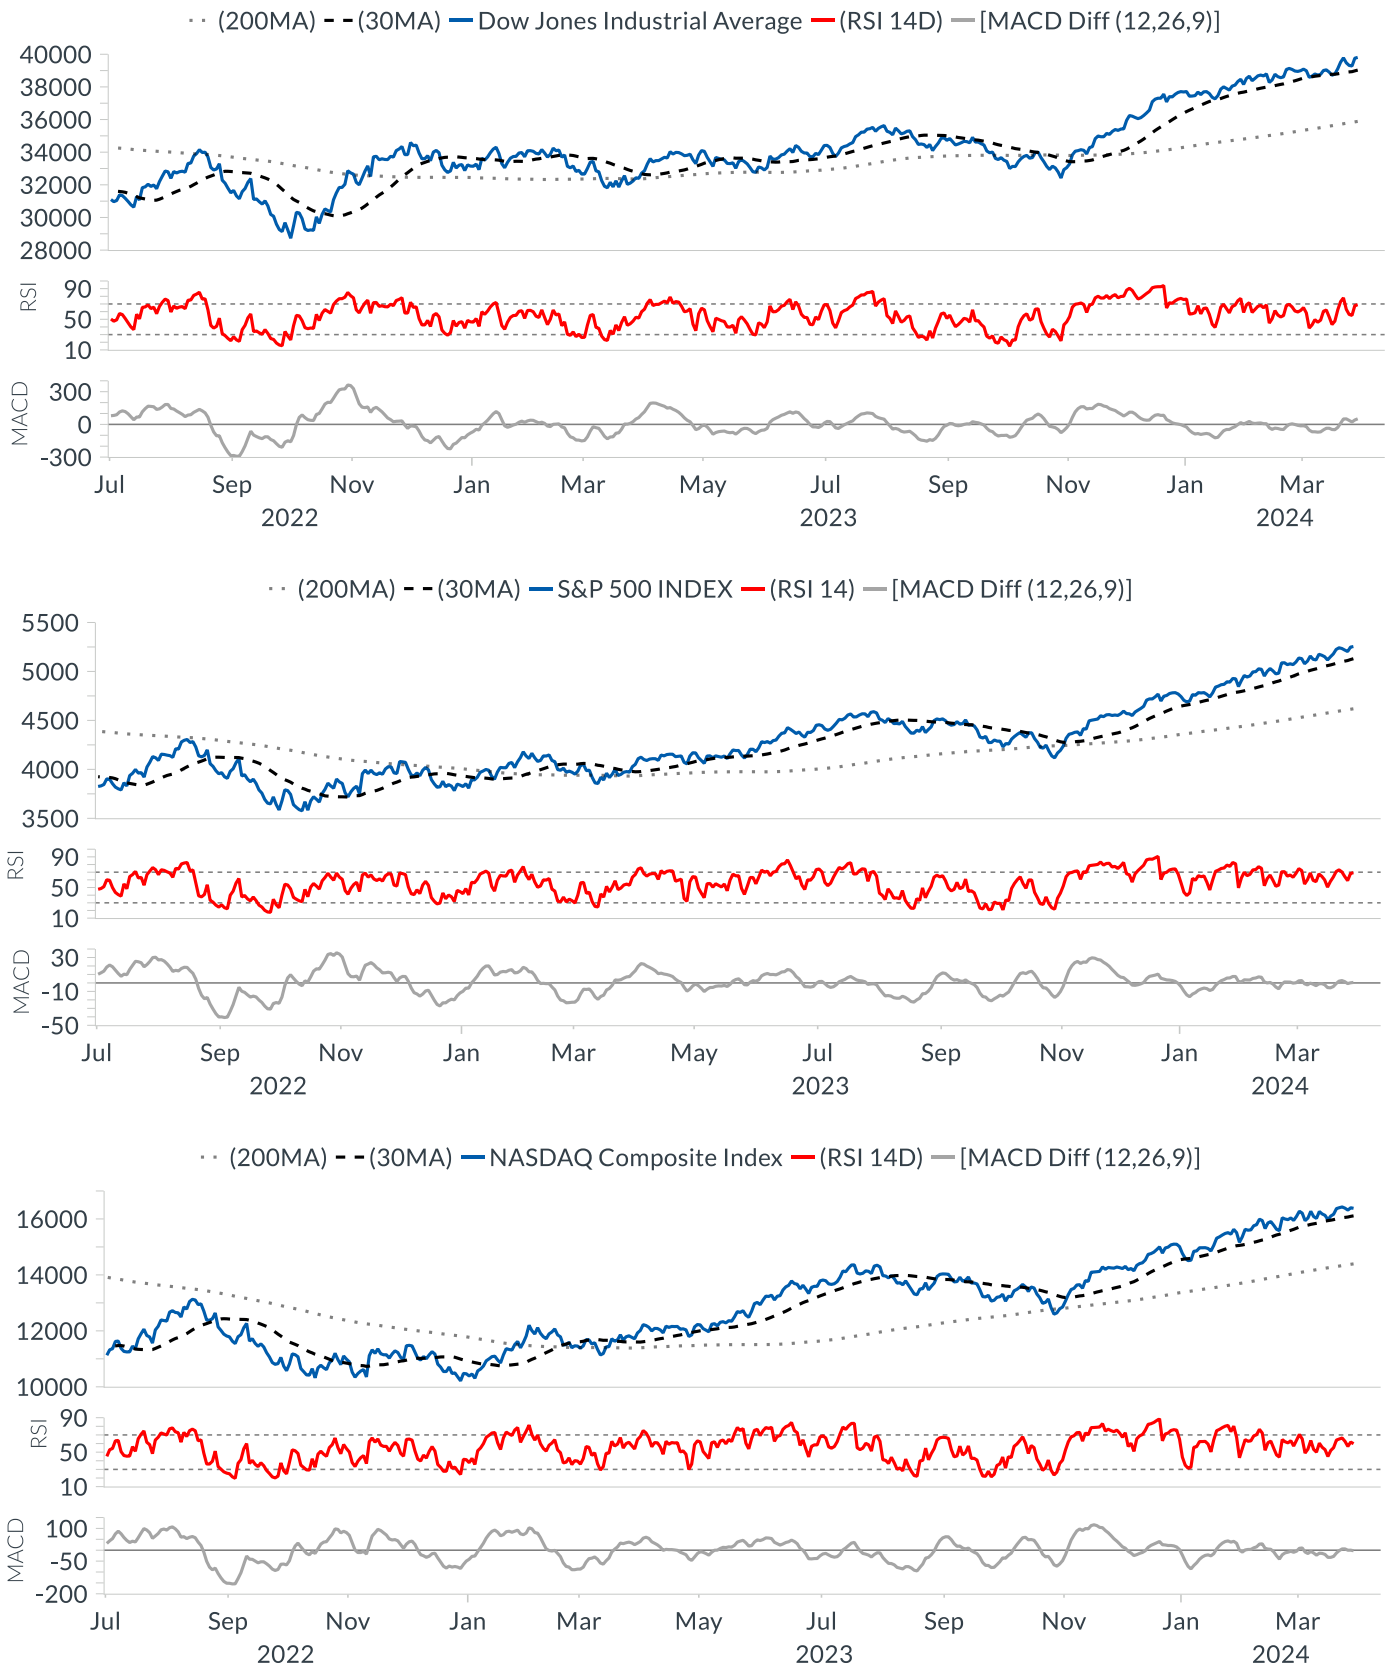 (200MA) (30MA) Dow Jones Industrial Average (RSI 14D) [MACD Diff (12,26,9)]
40000
38000
36000
34000
32000
30000
28000
RSI
90
50
10
MACD
300
0
-300
Jul Sep Nov Jan Mar May Jul Sep Nov Jan Mar
2022 2023 2024
(200MA) (30MA) S&P 500 INDEX (RSI 14) [MACD Diff (12,26,9)]
5500
5000
4500
4000
3500
RSI
90
50
10
MACD
30
-10
-50
Jul Sep Nov Jan Mar May Jul Sep Nov Jan Mar
2022 2023 2024
(200MA) (30MA) NASDAQ Composite Index (RSI 14D) [MACD Diff (12,26,9)]
16000
14000
12000
10000
RSI
90
50
10
MACD
100
-50
-200
Jul Sep Nov Jan Mar May Jul Sep Nov Jan Mar
2022 2023 2024